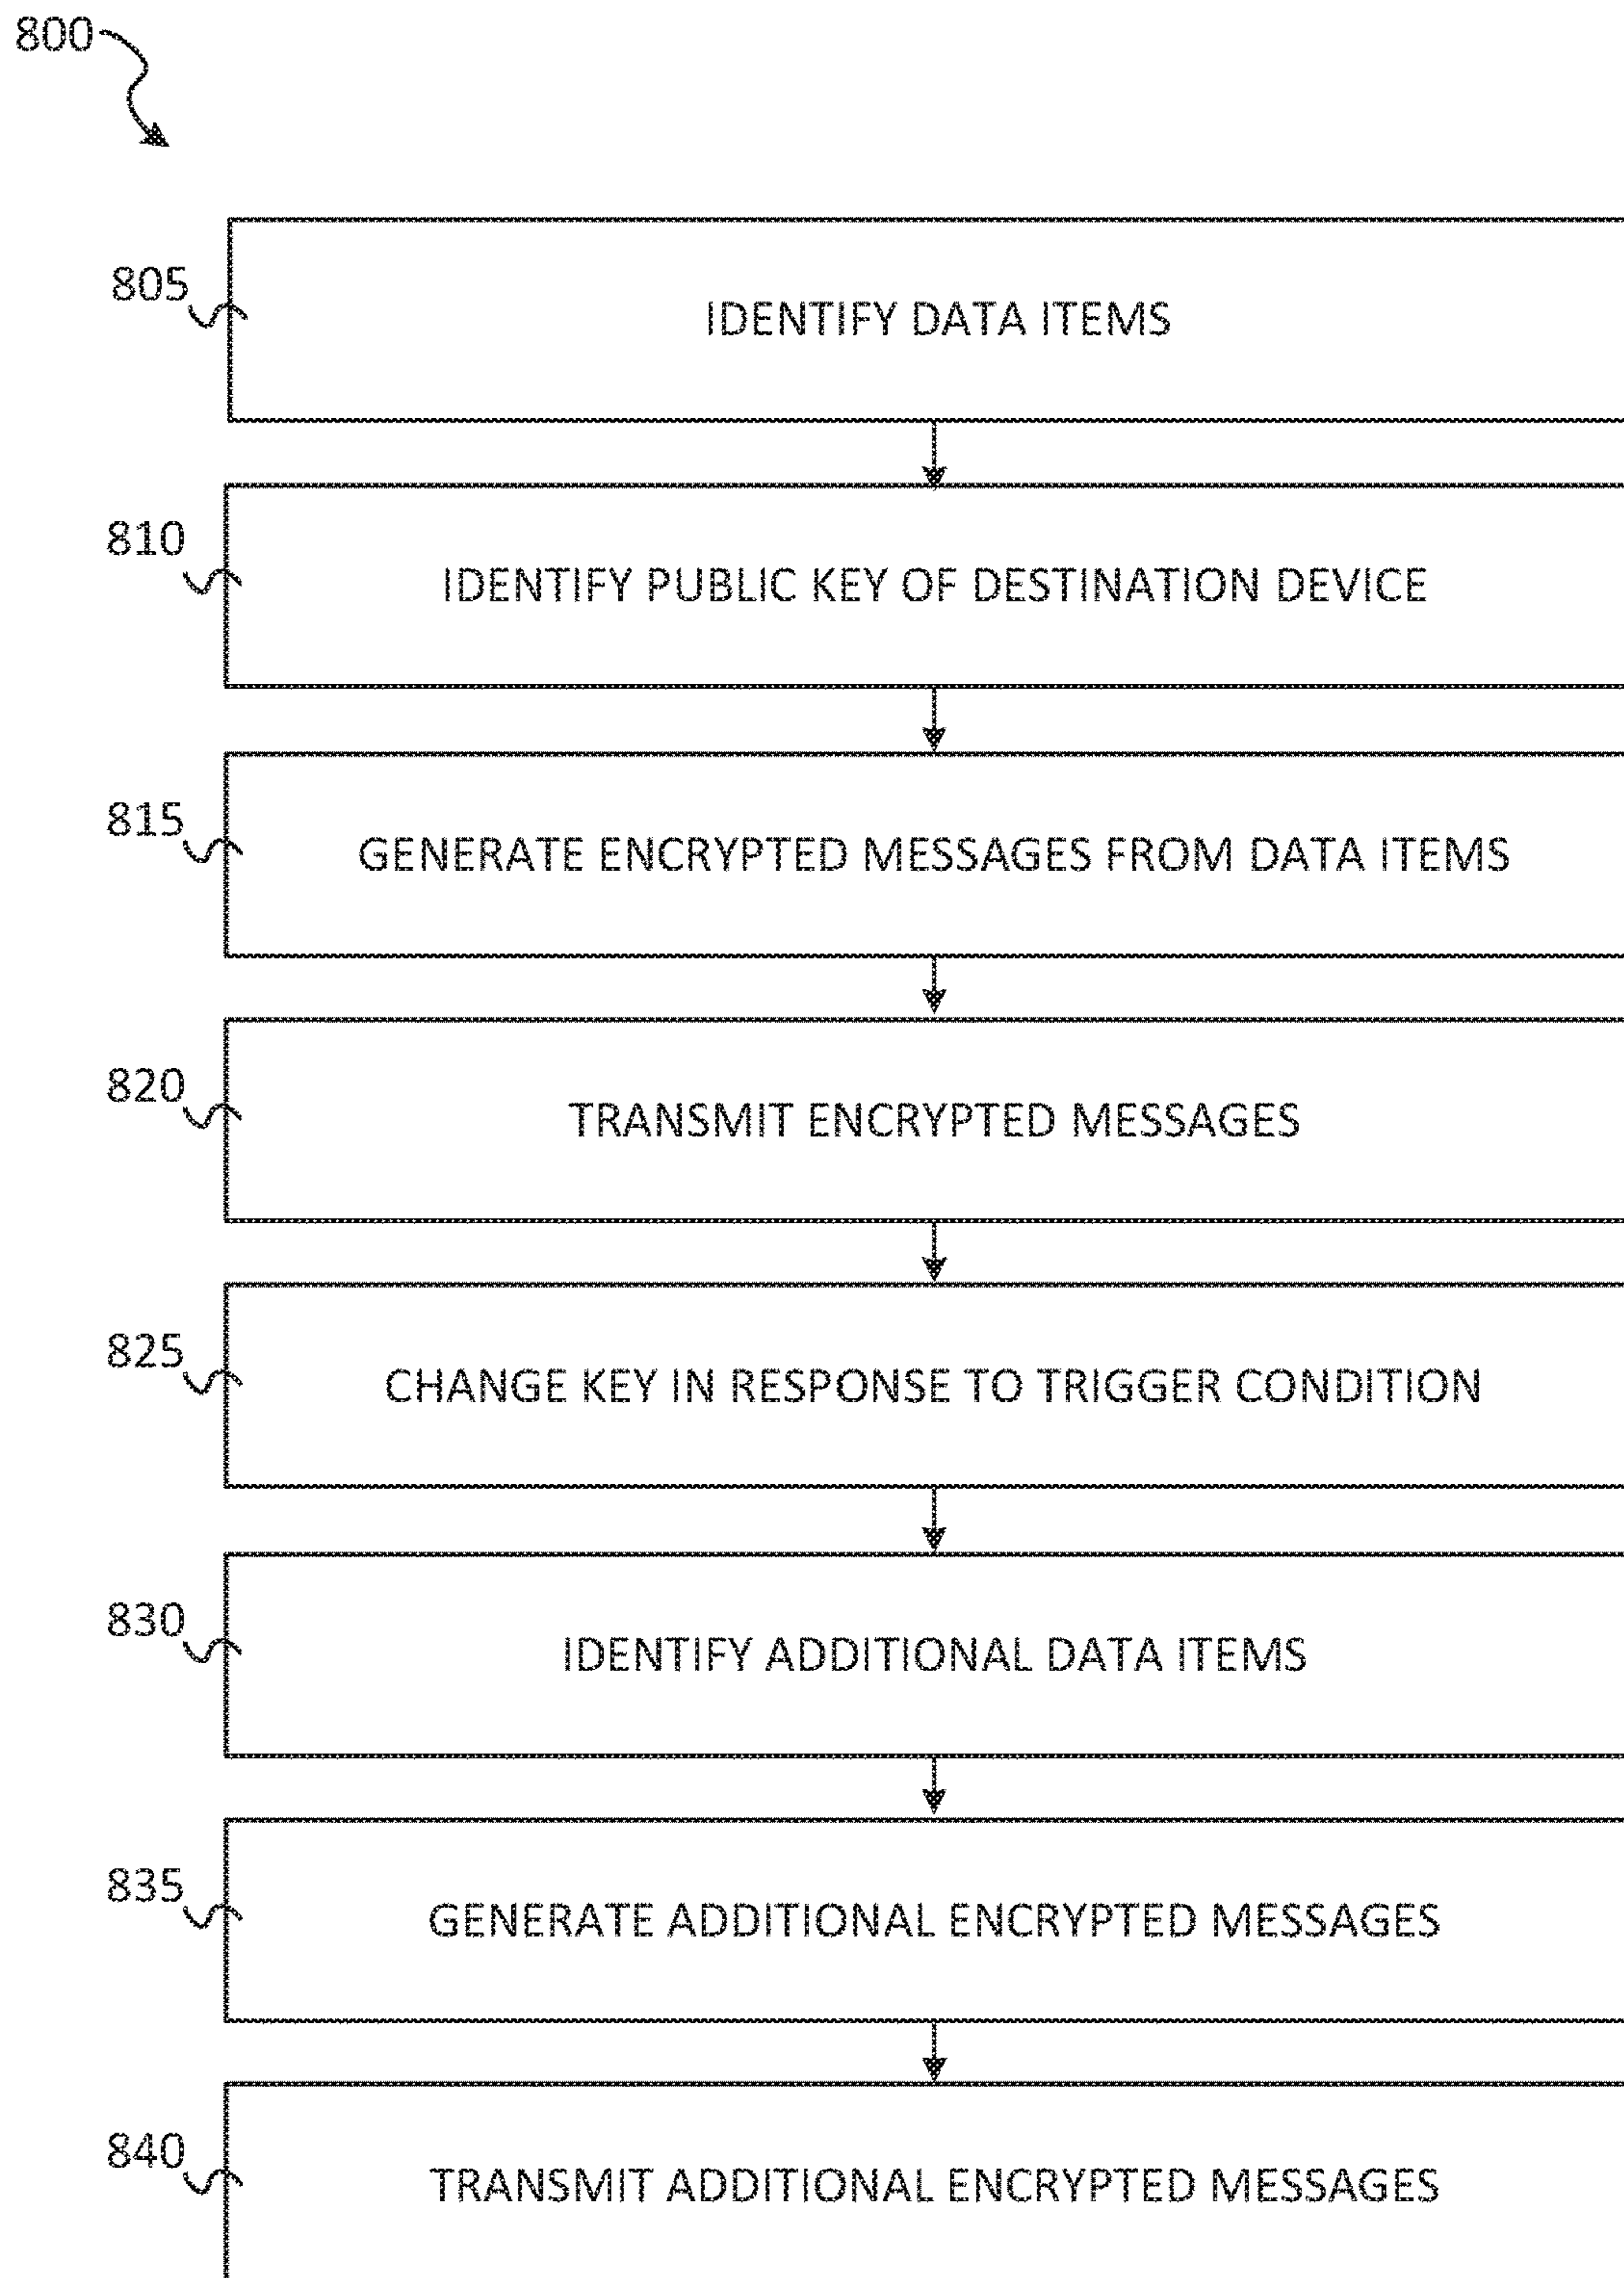 800
805
IDENTIFY DATA ITEMS
810
IDENTIFY PUBLIC KEY OF DESTINATION DEVICE
815
GENERATE ENCRYPTED MESSAGES FROM DATA ITEMS
820
TRANSMIT ENCRYPTED MESSAGES
825
CHANGE KEY IN RESPONSE TO TRIGGER CONDITION
830
IDENTIFY ADDITIONAL DATA ITEMS
835
GENERATE ADDITIONAL ENCRYPTED MESSAGES
840
TRANSMIT ADDITIONAL ENCRYPTED MESSAGES